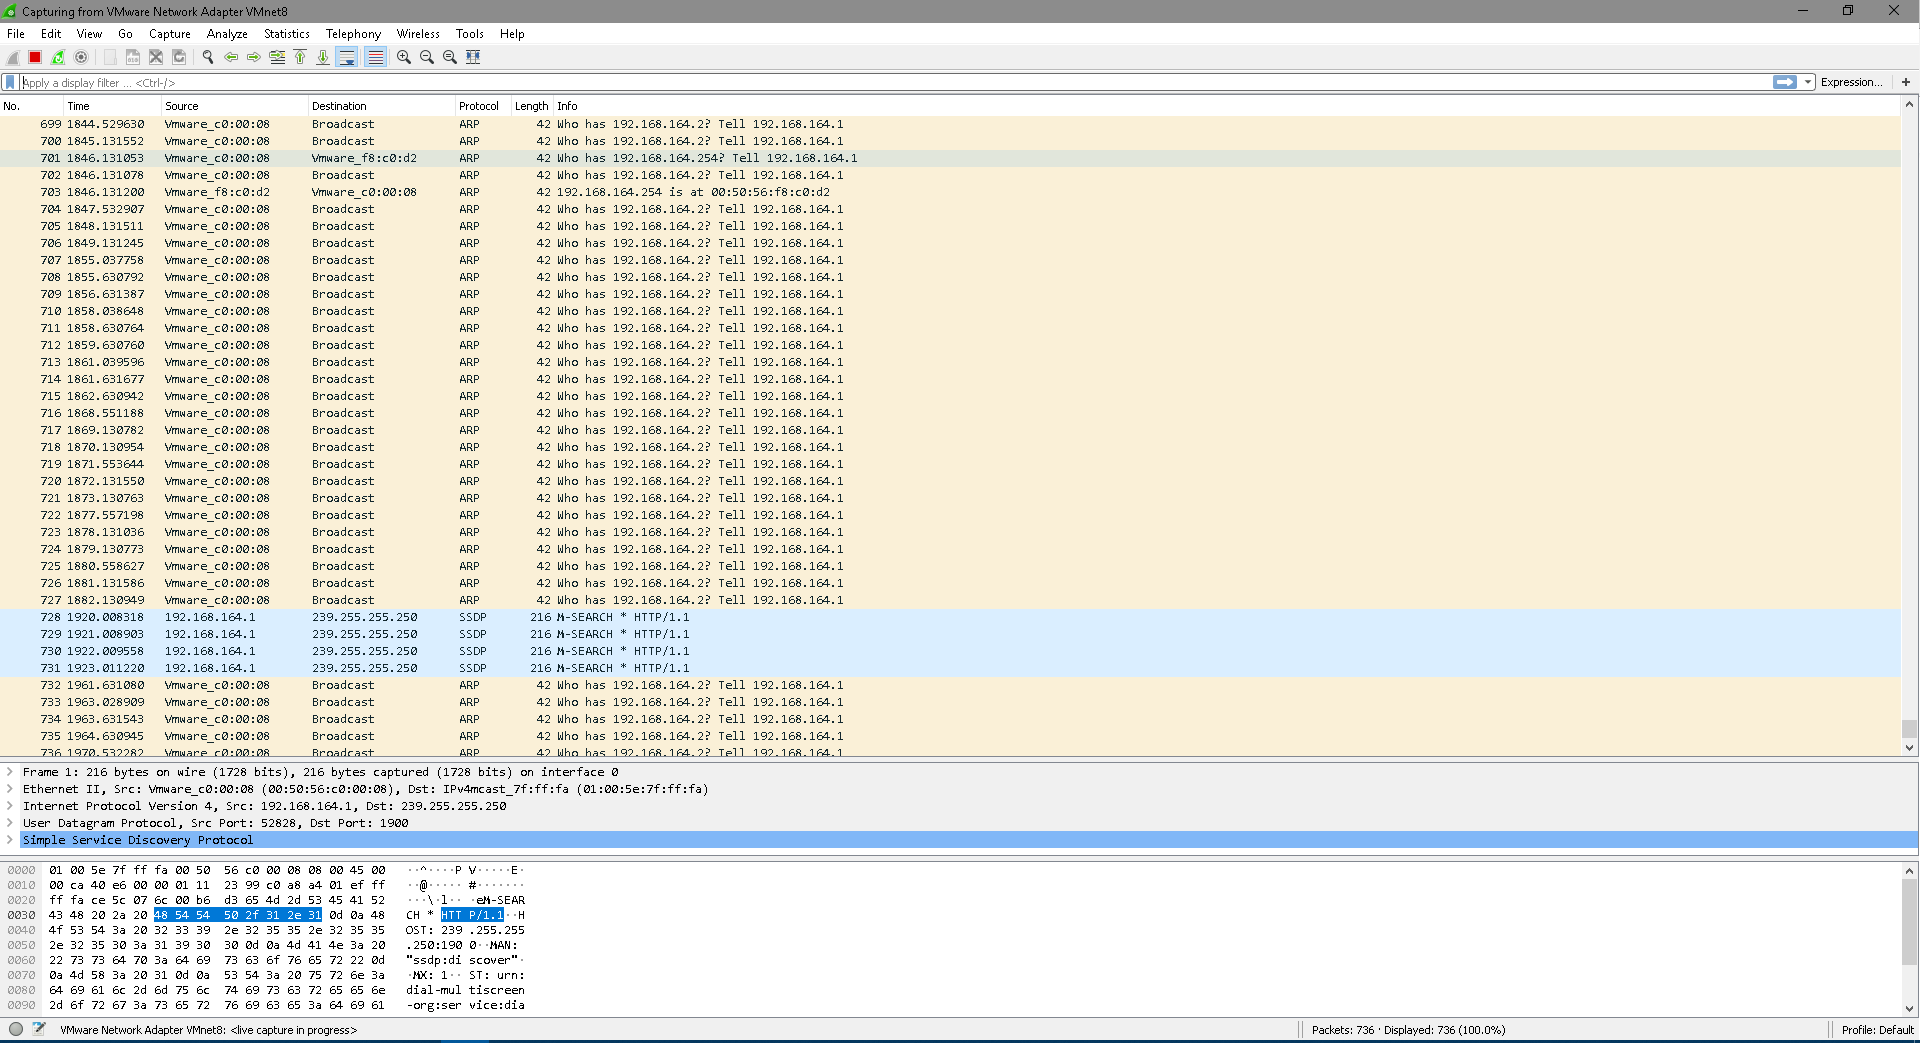 Capturing from VMware Network Adapter VMnet8
File Edit View Go Capture Analyze Statistics Telephony Wireless Tools Help
Apply a display filter ... <Ctrl-/> Expression... +
No. Time Source Destination Protocol Length Info
699 1844.529630 Vmware_c0:00:08 Broadcast ARP 42 Who has 192.168.164.2? Tell 192.168.164.1
700 1845.131552 Vmware_c0:00:08 Broadcast ARP 42 Who has 192.168.164.2? Tell 192.168.164.1
701 1846.131053 Vmware_c0:00:08 Vmware_f8:c0:d2 ARP 42 Who has 192.168.164.254? Tell 192.168.164.1
702 1846.131078 Vmware_c0:00:08 Broadcast ARP 42 Who has 192.168.164.2? Tell 192.168.164.1
703 1846.131200 Vmware_f8:c0:d2 Vmware_c0:00:08 ARP 42 192.168.164.254 is at 00:50:56:f8:c0:d2
704 1847.532907 Vmware_c0:00:08 Broadcast ARP 42 Who has 192.168.164.2? Tell 192.168.164.1
705 1848.131511 Vmware_c0:00:08 Broadcast ARP 42 Who has 192.168.164.2? Tell 192.168.164.1
706 1849.131245 Vmware_c0:00:08 Broadcast ARP 42 Who has 192.168.164.2? Tell 192.168.164.1
707 1855.037758 Vmware_c0:00:08 Broadcast ARP 42 Who has 192.168.164.2? Tell 192.168.164.1
708 1855.630792 Vmware_c0:00:08 Broadcast ARP 42 Who has 192.168.164.2? Tell 192.168.164.1
709 1856.631387 Vmware_c0:00:08 Broadcast ARP 42 Who has 192.168.164.2? Tell 192.168.164.1
710 1858.038648 Vmware_c0:00:08 Broadcast ARP 42 Who has 192.168.164.2? Tell 192.168.164.1
711 1858.630764 Vmware_c0:00:08 Broadcast ARP 42 Who has 192.168.164.2? Tell 192.168.164.1
712 1859.630760 Vmware_c0:00:08 Broadcast ARP 42 Who has 192.168.164.2? Tell 192.168.164.1
713 1861.039596 Vmware_c0:00:08 Broadcast ARP 42 Who has 192.168.164.2? Tell 192.168.164.1
714 1861.631677 Vmware_c0:00:08 Broadcast ARP 42 Who has 192.168.164.2? Tell 192.168.164.1
715 1862.630942 Vmware_c0:00:08 Broadcast ARP 42 Who has 192.168.164.2? Tell 192.168.164.1
716 1868.551188 Vmware_c0:00:08 Broadcast ARP 42 Who has 192.168.164.2? Tell 192.168.164.1
717 1869.130782 Vmware_c0:00:08 Broadcast ARP 42 Who has 192.168.164.2? Tell 192.168.164.1
718 1870.130954 Vmware_c0:00:08 Broadcast ARP 42 Who has 192.168.164.2? Tell 192.168.164.1
719 1871.553644 Vmware_c0:00:08 Broadcast ARP 42 Who has 192.168.164.2? Tell 192.168.164.1
720 1872.131550 Vmware_c0:00:08 Broadcast ARP 42 Who has 192.168.164.2? Tell 192.168.164.1
721 1873.130763 Vmware_c0:00:08 Broadcast ARP 42 Who has 192.168.164.2? Tell 192.168.164.1
722 1877.557198 Vmware_c0:00:08 Broadcast ARP 42 Who has 192.168.164.2? Tell 192.168.164.1
723 1878.131036 Vmware_c0:00:08 Broadcast ARP 42 Who has 192.168.164.2? Tell 192.168.164.1
724 1879.130773 Vmware_c0:00:08 Broadcast ARP 42 Who has 192.168.164.2? Tell 192.168.164.1
725 1880.558627 Vmware_c0:00:08 Broadcast ARP 42 Who has 192.168.164.2? Tell 192.168.164.1
726 1881.131586 Vmware_c0:00:08 Broadcast ARP 42 Who has 192.168.164.2? Tell 192.168.164.1
727 1882.130949 Vmware_c0:00:08 Broadcast ARP 42 Who has 192.168.164.2? Tell 192.168.164.1
728 1920.008318 192.168.164.1 239.255.255.250 SSDP 216 M-SEARCH * HTTP/1.1
729 1921.008903 192.168.164.1 239.255.255.250 SSDP 216 M-SEARCH * HTTP/1.1
730 1922.009558 192.168.164.1 239.255.255.250 SSDP 216 M-SEARCH * HTTP/1.1
731 1923.011220 192.168.164.1 239.255.255.250 SSDP 216 M-SEARCH * HTTP/1.1
732 1961.631080 Vmware_c0:00:08 Broadcast ARP 42 Who has 192.168.164.2? Tell 192.168.164.1
733 1963.028909 Vmware_c0:00:08 Broadcast ARP 42 Who has 192.168.164.2? Tell 192.168.164.1
734 1963.631543 Vmware_c0:00:08 Broadcast ARP 42 Who has 192.168.164.2? Tell 192.168.164.1
735 1964.630945 Vmware_c0:00:08 Broadcast ARP 42 Who has 192.168.164.2? Tell 192.168.164.1
736 1970.532282 Vmware_c0:00:08 Broadcast ARP 42 Who has 192.168.164.2? Tell 192.168.164.1
Frame 1: 216 bytes on wire (1728 bits), 216 bytes captured (1728 bits) on interface 0
Ethernet II, Src: Vmware_c0:00:08 (00:50:56:c0:00:08), Dst: IPv4mcast_7f:ff:fa (01:00:5e:7f:ff:fa)
Internet Protocol Version 4, Src: 192.168.164.1, Dst: 239.255.255.250
User Datagram Protocol, Src Port: 52828, Dst Port: 1900
Simple Service Discovery Protocol
0000 01 00 5e 7f ff fa 00 50 56 c0 00 08 08 00 45 00 ··^····P V·····E·
0010 00 ca 40 e6 00 00 01 11 23 99 c0 a8 a4 01 ef ff ··@····· #·······
0020 ff fa ce 5c 07 6c 00 b6 d3 65 4d 2d 53 45 41 52 ···\·l·· ·eM-SEAR
0030 43 48 20 2a 20 48 54 54 50 2f 31 2e 31 0d 0a 48 CH * HTT P/1.1··H
0040 4f 53 54 3a 20 32 33 39 2e 32 35 35 2e 32 35 35 OST: 239 .255.255
0050 2e 32 35 30 3a 31 39 30 30 0d 0a 4d 41 4e 3a 20 .250:190 0··MAN:
0060 22 73 73 64 70 3a 64 69 73 63 6f 76 65 72 22 0d "ssdp:di scover"·
0070 0a 4d 58 3a 20 31 0d 0a 53 54 3a 20 75 72 6e 3a ·MX: 1·· ST: urn:
0080 64 69 61 6c 2d 6d 75 6c 74 69 73 63 72 65 65 6e dial-mul tiscreen
0090 2d 6f 72 67 3a 73 65 72 76 69 63 65 3a 64 69 61 -org:ser vice:dia
VMware Network Adapter VMnet8: <live capture in progress> Packets: 736 · Displayed: 736 (100.0%) Profile: Default